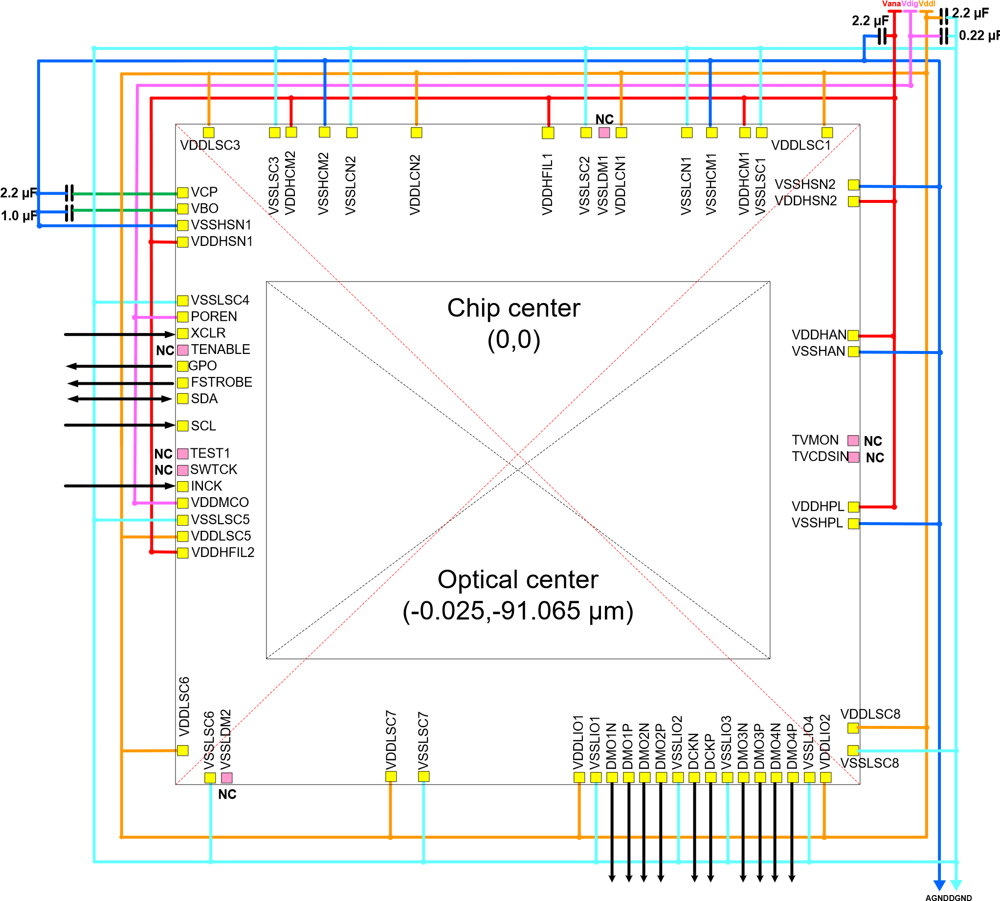 Vana Vdig Vddl
2.2 µF
2.2 µF
0.22 µF
NC
VDDLSC3
VSSLSC3
VDDHCM2
VSSHCM2
VSSLCN2
VDDLCN2
VDDHFIL1
VSSLSC2
VSSLDM1
VDDLCN1
VSSLCN1
VSSHCM1
VDDHCM1
VSSLSC1
VDDLSC1
2.2 µF
VCP
VBO
1.0 µF
VSSHSN1
VDDHSN1
VSSHSN2
VDDHSN2
VSSLSC4
POREN
XCLR
NC TENABLE
GPO
FSTROBE
SDA
SCL
NC TEST1
NC SWTCK
INCK
VDDMCO
VSSLSC5
VDDLSC5
VDDHFIL2
Chip center
(0,0)
Optical center
(-0.025,-91.065 µm)
VDDHAN
VSSHAN
TVMON NC
TVCDSIN NC
VDDHPL
VSSHPL
VDDLSC6
VSSLSC6
VSSLDM2
NC
VDDLSC7
VSSLSC7
VDDLIO1
VSSLIO1
DMO1N
DMO1P
DMO2N
DMO2P
VSSLIO2
DCKN
DCKP
VSSLIO3
DMO3N
DMO3P
DMO4N
DMO4P
VSSLIO4
VDDLIO2
VDDLSC8
VSSLSC8
AGND DGND